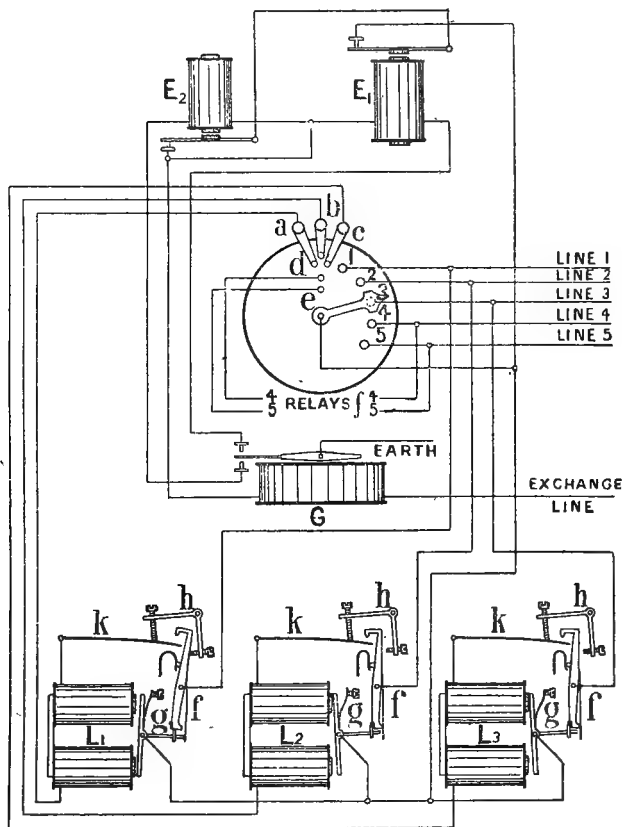 E2
E1
a
b
c
d
e
1
2
3
4
5
LINE 1
LINE 2
LINE 3
LINE 4
LINE 5
4 RELAYS 4
5 5
EARTH
G
EXCHANGE
LINE
h h h
k k k
g f g f g f
L1 L2 L3